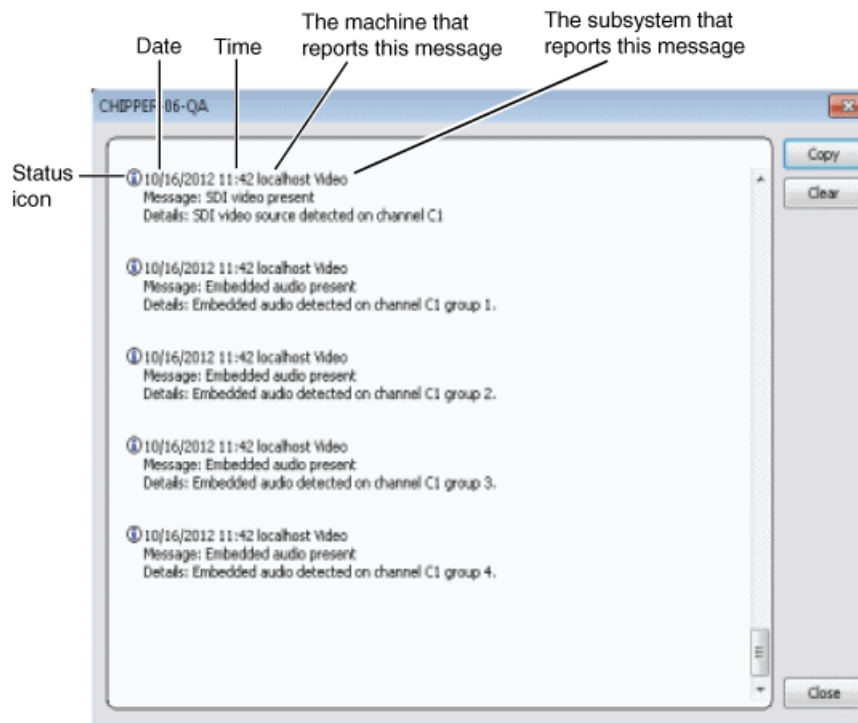 Date
Time
The machine that
reports this message
The subsystem that
reports this message
CHIPPER-06-QA
Status
icon
10/16/2012 11:42 localhost Video
Message: SDI video present
Details: SDI video source detected on channel C1
10/16/2012 11:42 localhost Video
Message: Embedded audio present
Details: Embedded audio detected on channel C1 group 1.
10/16/2012 11:42 localhost Video
Message: Embedded audio present
Details: Embedded audio detected on channel C1 group 2.
10/16/2012 11:42 localhost Video
Message: Embedded audio present
Details: Embedded audio detected on channel C1 group 3.
10/16/2012 11:42 localhost Video
Message: Embedded audio present
Details: Embedded audio detected on channel C1 group 4.
Copy
Clear
Close